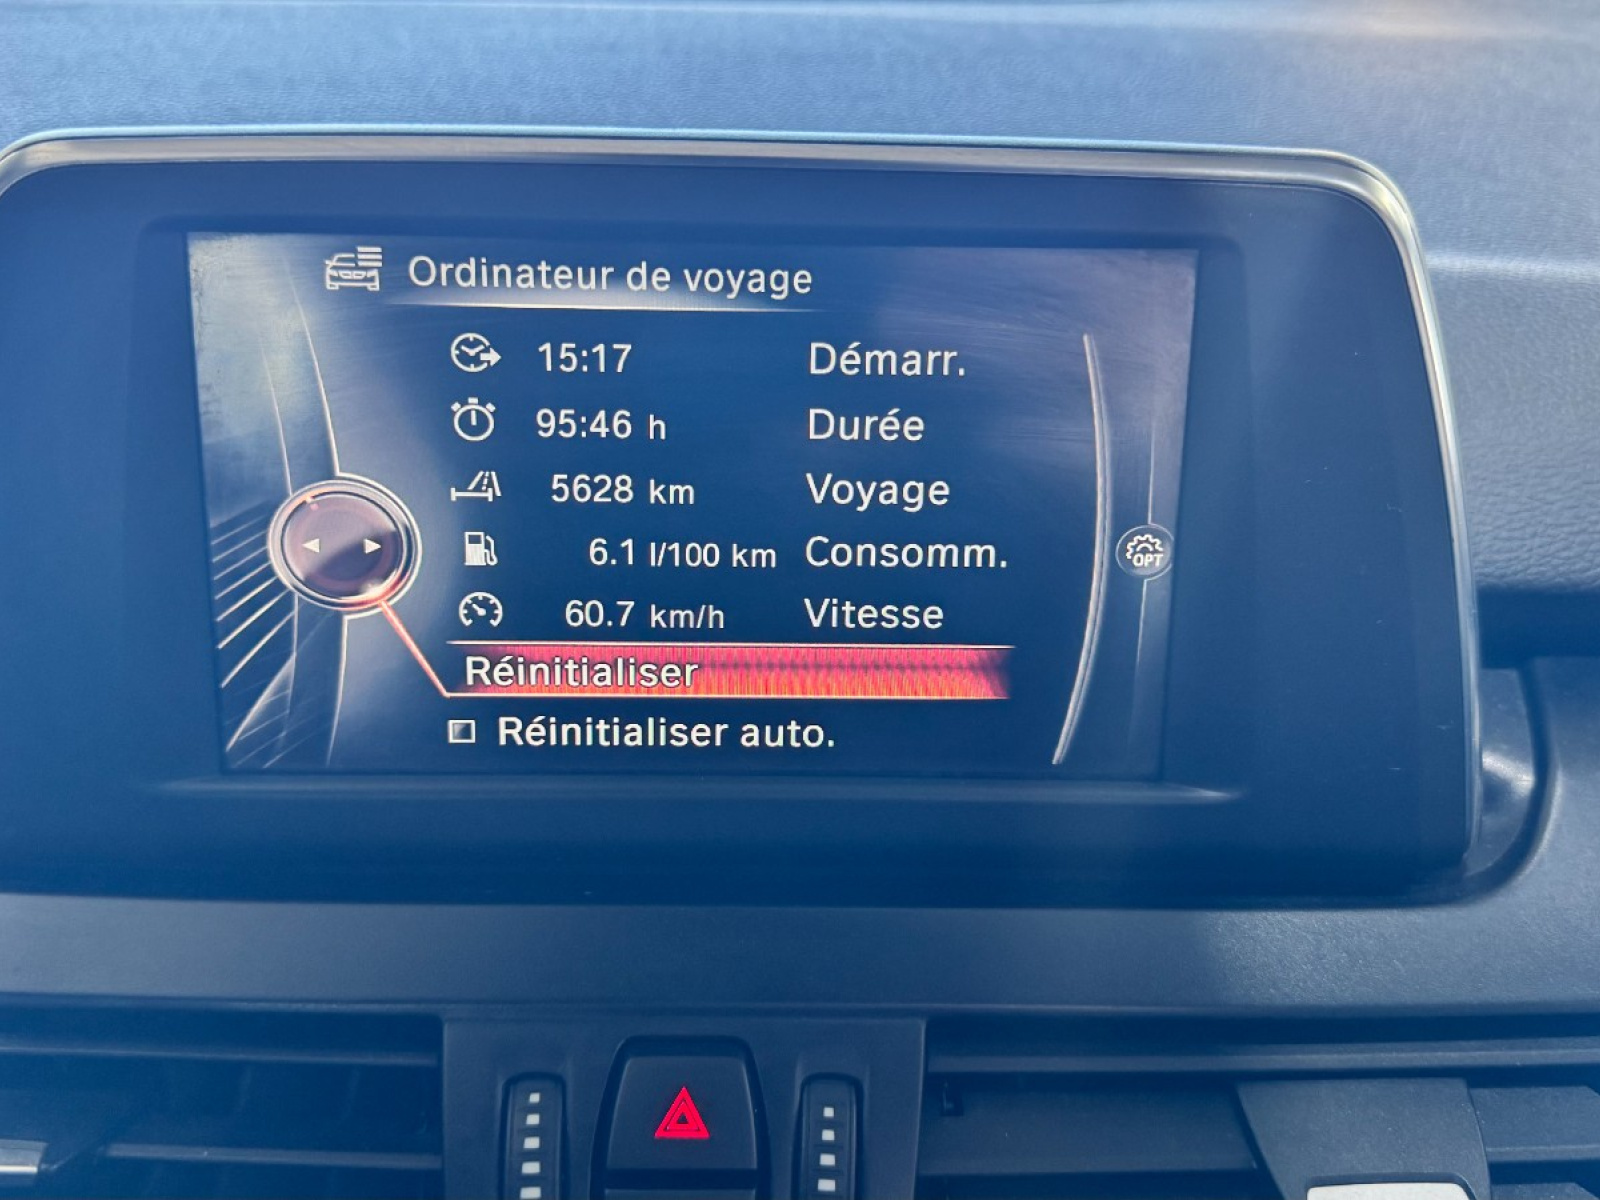 Ordinateur de voyage
15:17 Démarr.
95:46 h Durée
5628 km Voyage
6.1 l/100 km Consomm.
OPT
60.7 km/h Vitesse
Réinitialiser
Réinitialiser auto.